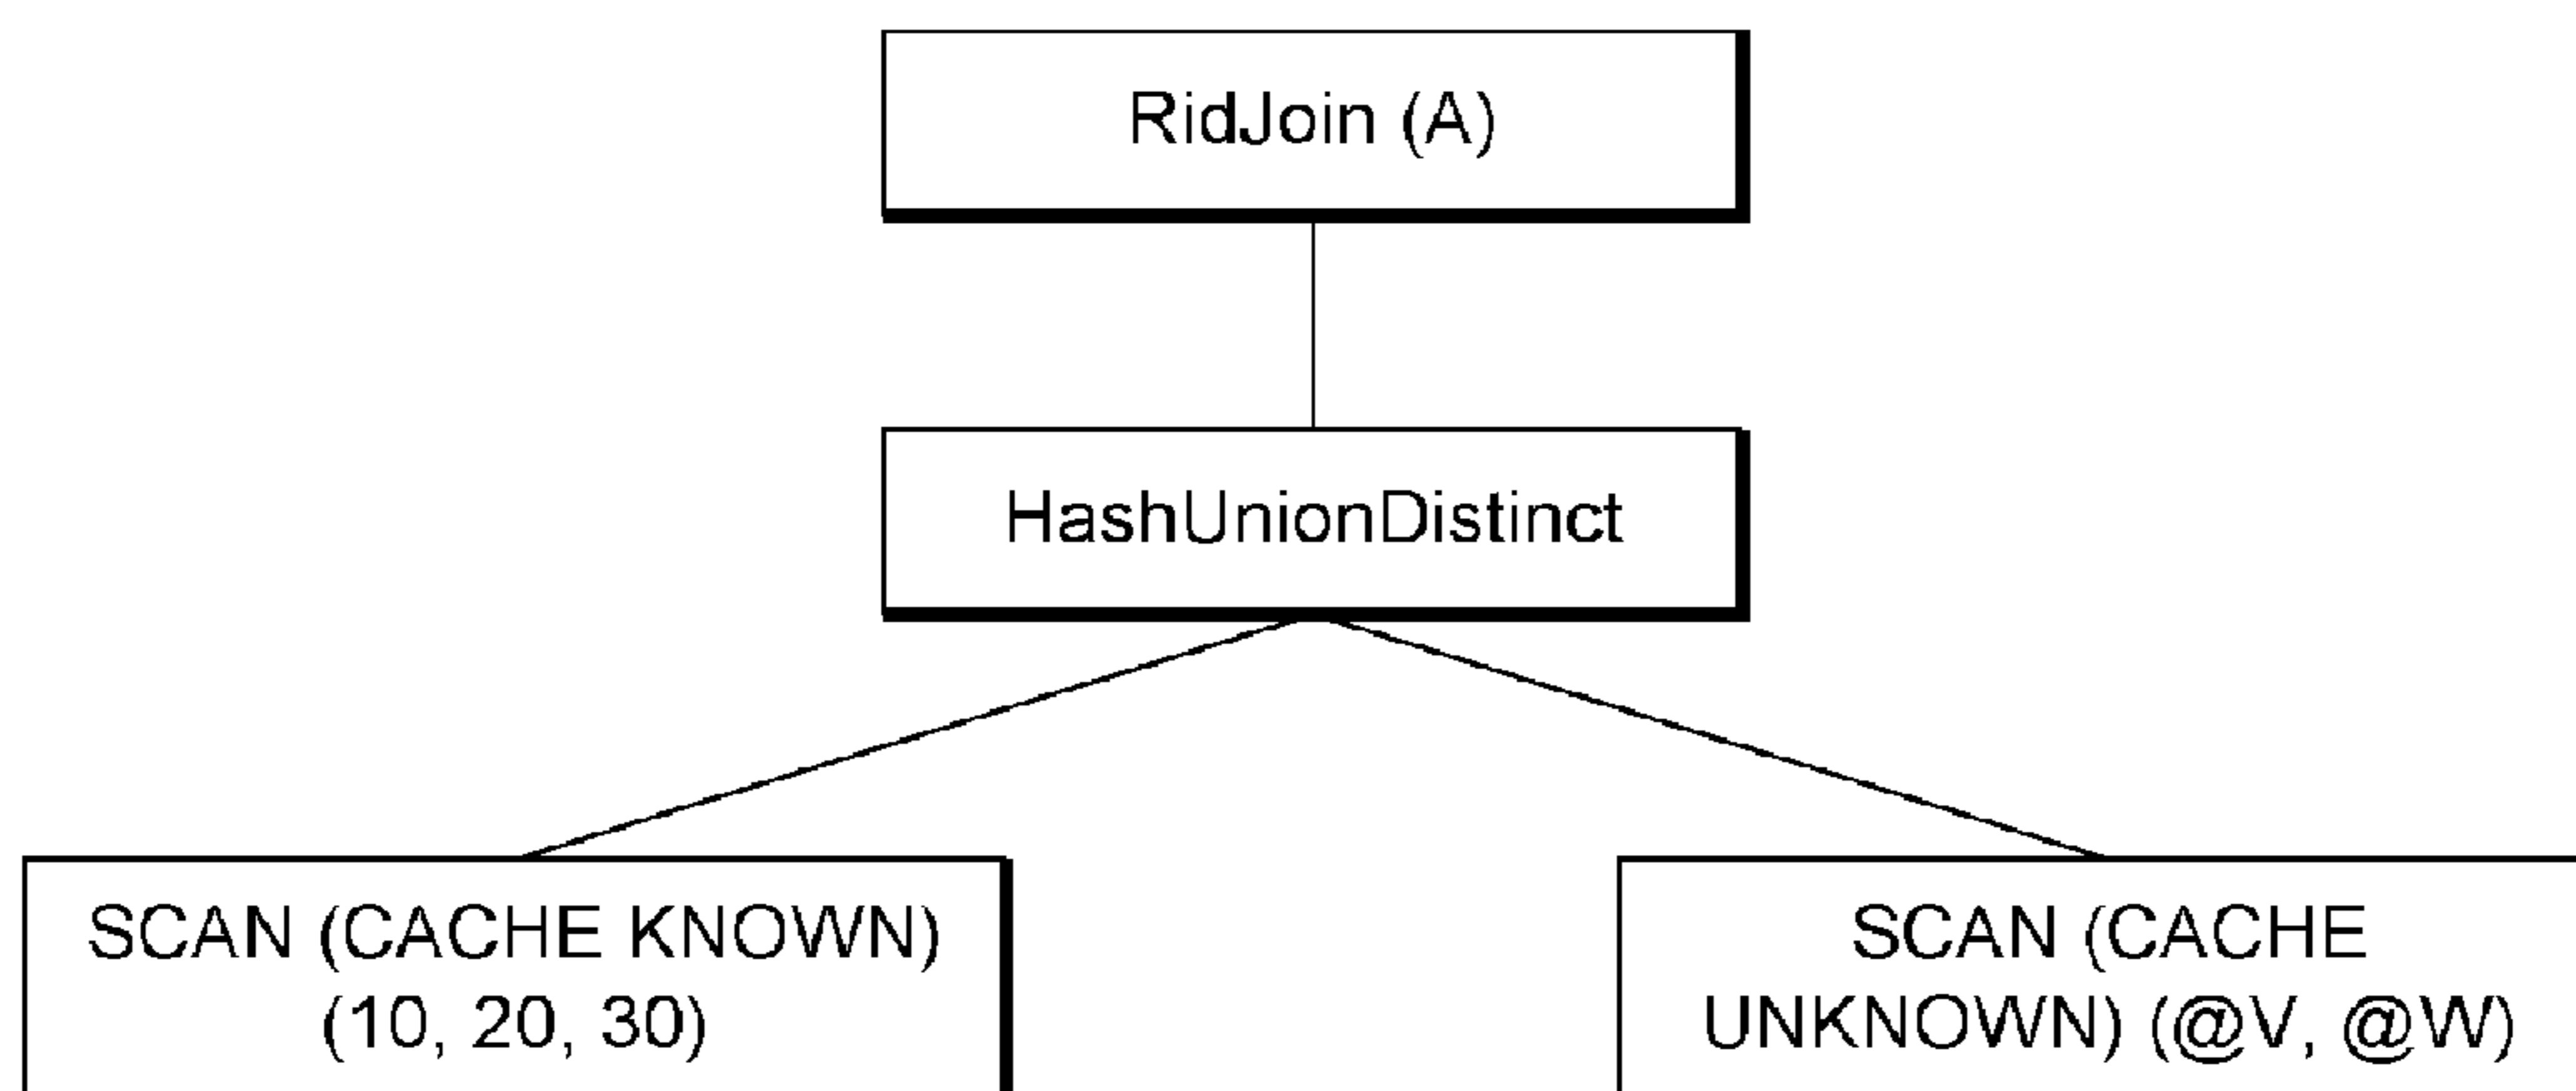 RidJoin (A)
HashUnionDistinct
SCAN (CACHE KNOWN)
(10, 20, 30)
SCAN (CACHE
UNKNOWN) (@V, @W)